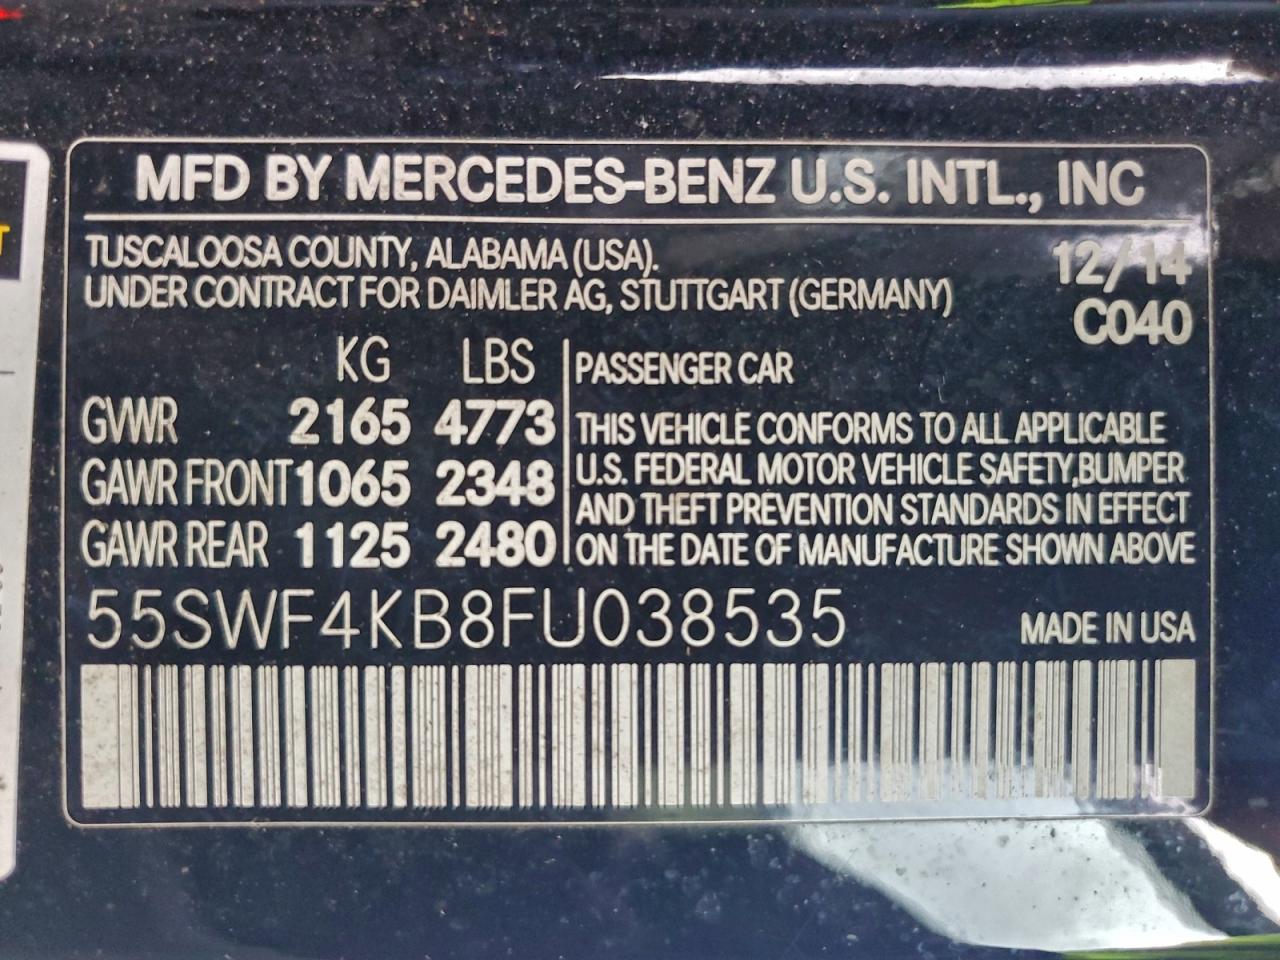 MFD BY MERCEDES-BENZ U.S. INTL., INC
TUSCALOOSA COUNTY, ALABAMA (USA).
UNDER CONTRACT FOR DAIMLER AG, STUTTGART (GERMANY)
12/14
C040
KG LBS
GVWR 2165 4773
GAWR FRONT 1065 2348
GAWR REAR 1125 2480
PASSENGER CAR
THIS VEHICLE CONFORMS TO ALL APPLICABLE
U.S. FEDERAL MOTOR VEHICLE SAFETY,BUMPER
AND THEFT PREVENTION STANDARDS IN EFFECT
ON THE DATE OF MANUFACTURE SHOWN ABOVE
55SWF4KB8FU038535
MADE IN USA